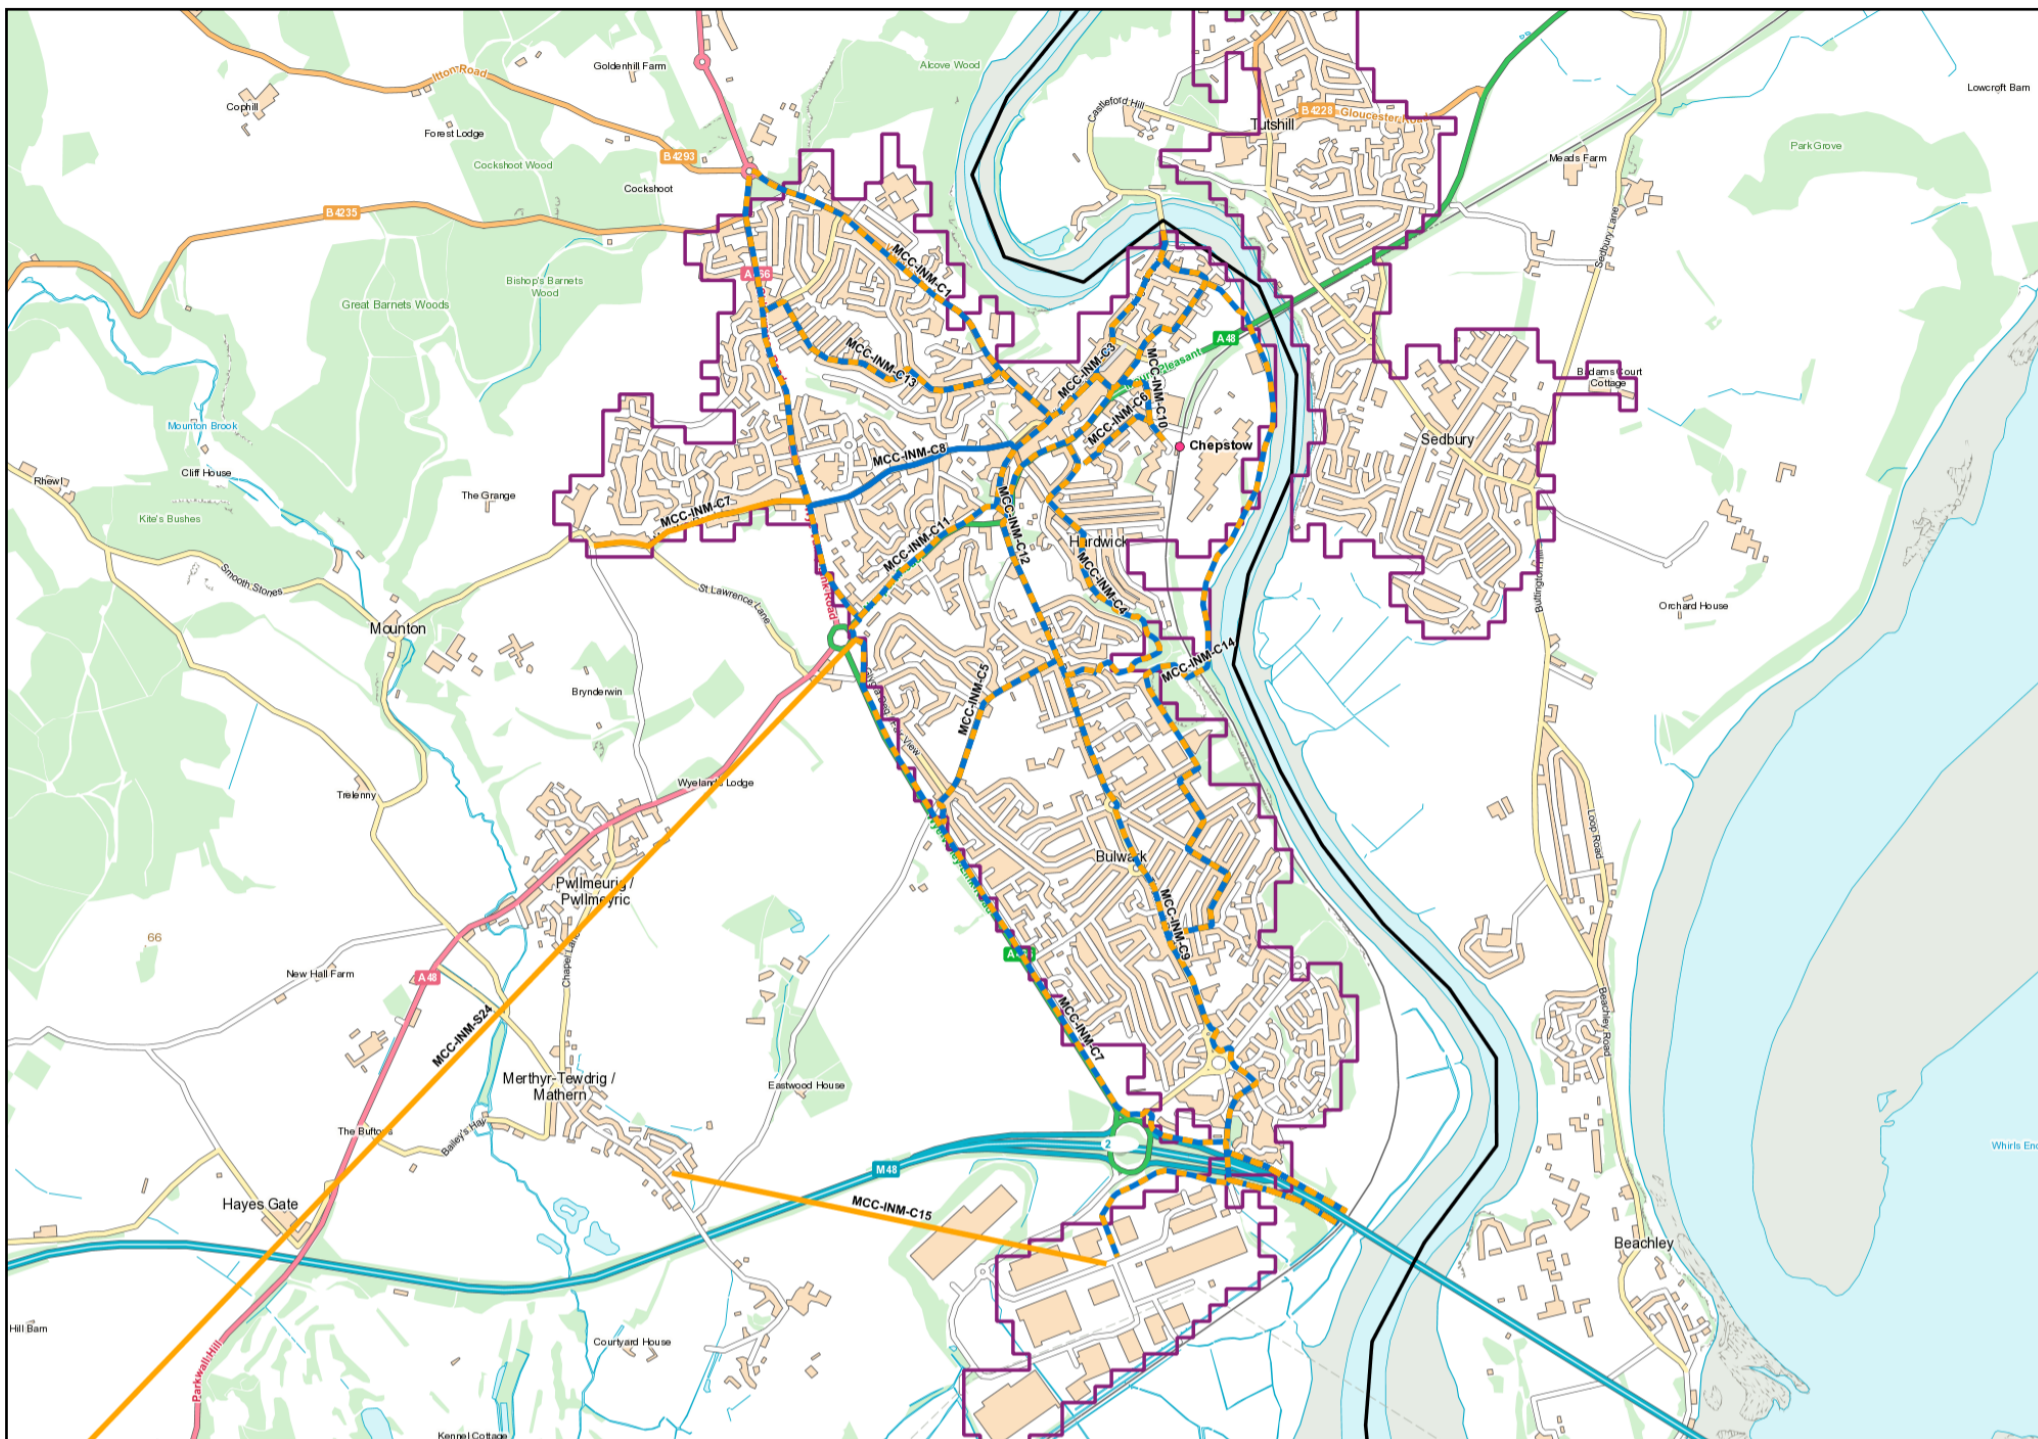 Itton Road
Goldenhill Farm
Alcove Wood
Lowcroft Barn
Cophill
Castleford Hill
B4228
Gloucester Road
Tutshill
Forest Lodge
Park Grove
B4293
Cockshoot Wood
Meads Farm
Cockshoot
B4235
Sedbury Lane
MCC-INM-C1
Bishop's Barnets
Wood
Great Barnets Woods
A48
MCC-INM-C3
MCC-INM-C13
MCC-INM-C10
MCC-INM-C6
Cottage
Mounton Brook
Sedbury
Chepstow
MCC-INM-C8
Cliff House
Rhewl
The Grange
MCC-INM-C7
Kite's Bushes
MCC-INM-C11
MCC-INM-C12
Hardwick
Smooth Stones
St Lawrence Lane
MCC-INM-C4
Orchard House
Mounton
MCC-INM-C14
Brynderwin
MCC-INM-C5
Trelenny
Wyelands Lodge
Loop Road
Bulwark
Pwllmeurig /
Pwllmeyric
66
MCC-INM-C9
Chapel Lane
New Hall Farm
A48
MCC-INM-S24
MCC-INM-C7
Beachley Road
Merthyr-Tewdrig /
Mathern
Eastwood House
2
M48
Whirls End
Hayes Gate
MCC-INM-C15
Beachley
Hill Barn
Courtyard House
Parkwall Hill
Kennel Cottage